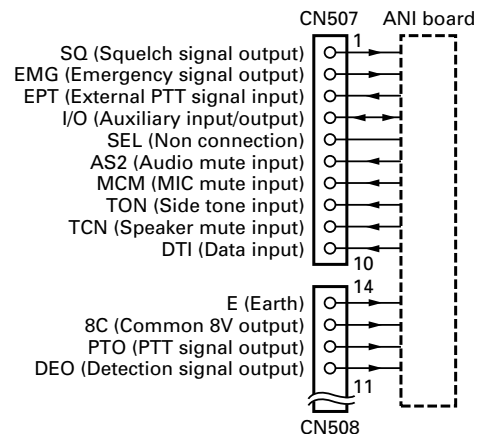 CN507 ANI board
1
SQ (Squelch signal output)
EMG (Emergency signal output)
EPT (External PTT signal input)
I/O (Auxiliary input/output)
SEL (Non connection)
AS2 (Audio mute input)
MCM (MIC mute input)
TON (Side tone input)
TCN (Speaker mute input)
DTI (Data input)
10
14
E (Earth)
8C (Common 8V output)
PTO (PTT signal output)
DEO (Detection signal output)
11
CN508